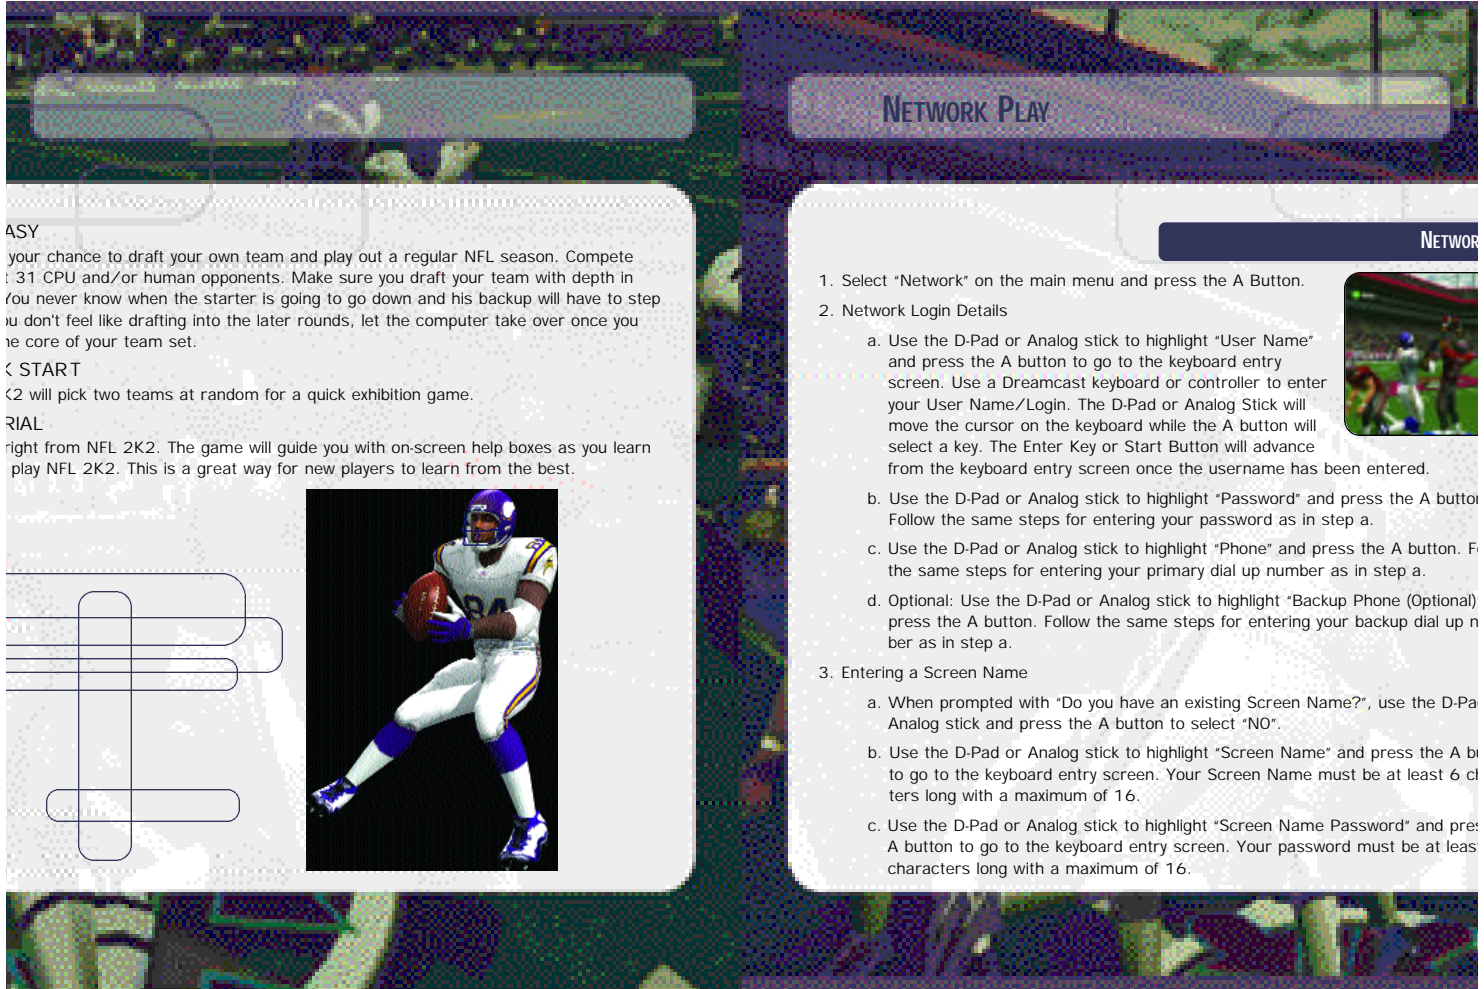 ASY
your chance to draft your own team and play out a regular NFL season. Compete
31 CPU and/or human opponents. Make sure you draft your team with depth in
You never know when the starter is going to go down and his backup will have to step
ou don't feel like drafting into the later rounds, let the computer take over once you
ne core of your team set.
K START
K2 will pick two teams at random for a quick exhibition game.
RIAL
right from NFL 2K2. The game will guide you with on-screen help boxes as you learn
play NFL 2K2. This is a great way for new players to learn from the best.
84
NETWORK PLAY
NETWOR
1. Select “Network” on the main menu and press the A Button.
2. Network Login Details
a. Use the D-Pad or Analog stick to highlight “User Name”
and press the A button to go to the keyboard entry
screen. Use a Dreamcast keyboard or controller to enter
your User Name/Login. The D-Pad or Analog Stick will
move the cursor on the keyboard while the A button will
select a key. The Enter Key or Start Button will advance
from the keyboard entry screen once the username has been entered.
b. Use the D-Pad or Analog stick to highlight “Password” and press the A button
Follow the same steps for entering your password as in step a.
c. Use the D-Pad or Analog stick to highlight “Phone” and press the A button. Fo
the same steps for entering your primary dial up number as in step a.
d. Optional: Use the D-Pad or Analog stick to highlight “Backup Phone (Optional)
press the A button. Follow the same steps for entering your backup dial up n
ber as in step a.
3. Entering a Screen Name
a. When prompted with “Do you have an existing Screen Name?”, use the D-Pa
Analog stick and press the A button to select “NO”.
b. Use the D-Pad or Analog stick to highlight “Screen Name” and press the A bu
to go to the keyboard entry screen. Your Screen Name must be at least 6 ch
ters long with a maximum of 16.
c. Use the D-Pad or Analog stick to highlight “Screen Name Password” and pres
A button to go to the keyboard entry screen. Your password must be at least
characters long with a maximum of 16.